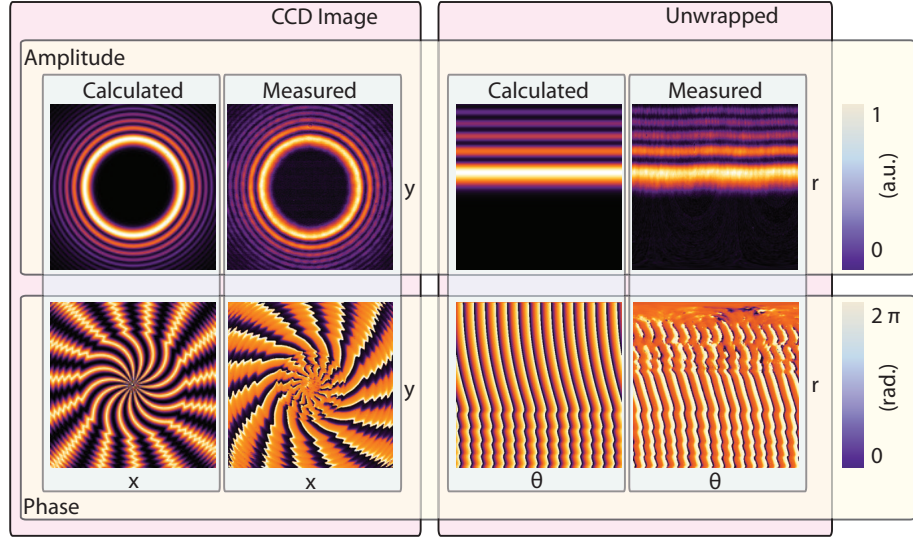 CCD Image
Unwrapped
Amplitude
Calculated
Measured
Calculated
Measured
y
r
1
(a.u.)
0
y
r
2 π
(rad.)
0
x
x
θ
θ
Phase